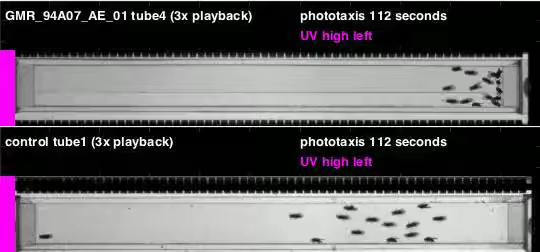 GMR_94A07_AE_01 tube4 (3x playback) phototaxis 112 seconds
UV high left
control tube1 (3x playback) phototaxis 112 seconds
UV high left